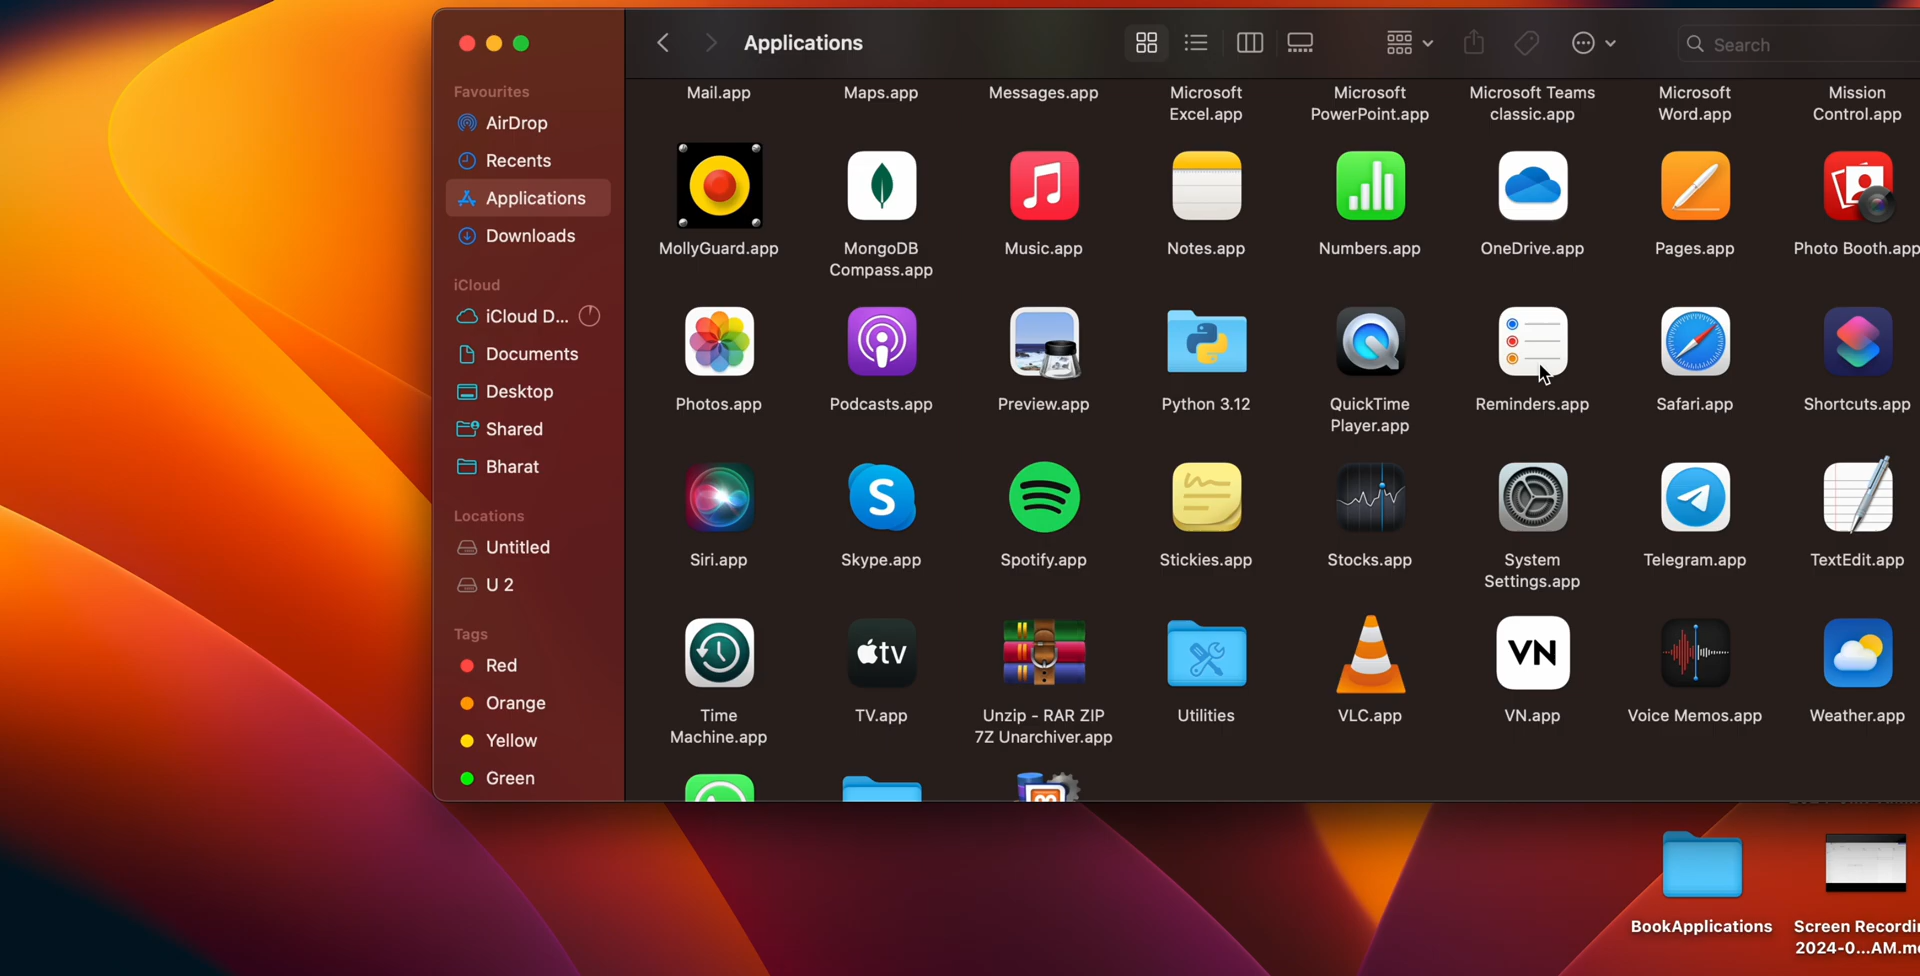 Applications
Search
Favourites
AirDrop
Recents
Applications
Downloads
iCloud
iCloud D...
Documents
Desktop
Shared
Bharat
Locations
Untitled
U 2
Tags
Red
Orange
Yellow
Green
Mail.app
Maps.app
Messages.app
Microsoft
Excel.app
Microsoft
PowerPoint.app
Microsoft Teams
classic.app
Microsoft
Word.app
Mission
Control.app
MollyGuard.app
MongoDB
Compass.app
Music.app
Notes.app
Numbers.app
OneDrive.app
Pages.app
Photo Booth.app
Photos.app
Podcasts.app
Preview.app
Python 3.12
QuickTime
Player.app
Reminders.app
Safari.app
Shortcuts.app
Siri.app
Skype.app
Spotify.app
Stickies.app
Stocks.app
System
Settings.app
Telegram.app
TextEdit.app
tv
VN
Time
Machine.app
TV.app
Unzip - RAR ZIP
7Z Unarchiver.app
Utilities
VLC.app
VN.app
Voice Memos.app
Weather.app
BookApplications
Screen Recordi
2024-0...AM.m